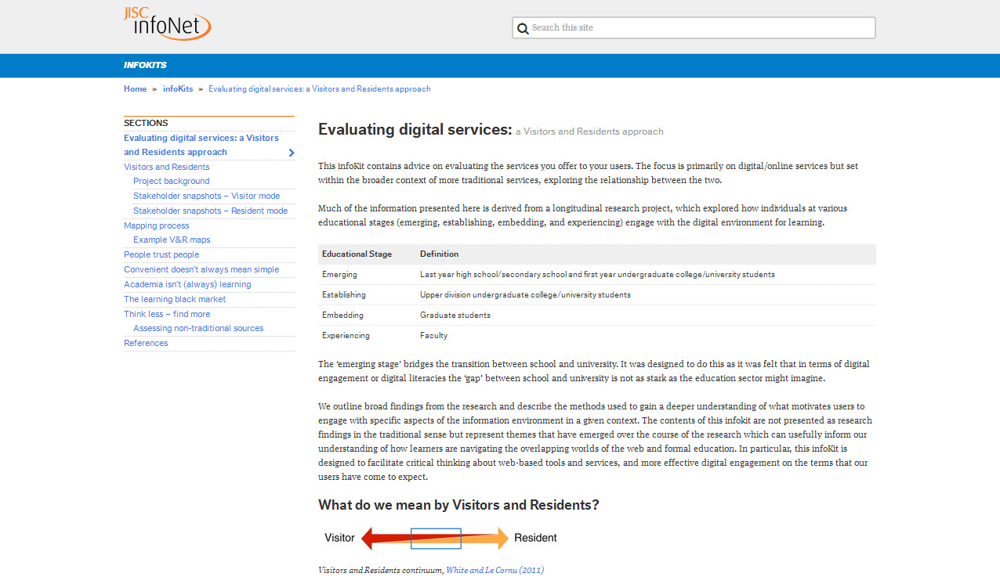 JISC
infoNet
Search this site
INFOKITS
Home » infoKits » Evaluating digital services: a Visitors and Residents approach
SECTIONS
Evaluating digital services: a Visitors
and Residents approach
Visitors and Residents
Project background
Stakeholder snapshots – Visitor mode
Stakeholder snapshots – Resident mode
Mapping process
Example V&R maps
People trust people
Convenient doesn't always mean simple
Academia isn't (always) learning
The learning black market
Think less – find more
Assessing non-traditional sources
References
Evaluating digital services: a Visitors and Residents approach
This infoKit contains advice on evaluating the services you offer to your users. The focus is primarily on digital/online services but set
within the broader context of more traditional services, exploring the relationship between the two.
Much of the information presented here is derived from a longitudinal research project, which explored how individuals at various
educational stages (emerging, establishing, embedding, and experiencing) engage with the digital environment for learning.
Educational Stage Definition
Emerging Last year high school/secondary school and first year undergraduate college/university students
Establishing Upper division undergraduate college/university students
Embedding Graduate students
Experiencing Faculty
The ‘emerging stage’ bridges the transition between school and university. It was designed to do this as it was felt that in terms of digital
engagement or digital literacies the ‘gap’ between school and university is not as stark as the education sector might imagine.
We outline broad findings from the research and describe the methods used to gain a deeper understanding of what motivates users to
engage with specific aspects of the information environment in a given context. The contents of this infokit are not presented as research
findings in the traditional sense but represent themes that have emerged over the course of the research which can usefully inform our
understanding of how learners are navigating the overlapping worlds of the web and formal education. In particular, this infoKit is
designed to facilitate critical thinking about web-based tools and services, and more effective digital engagement on the terms that our
users have come to expect.
What do we mean by Visitors and Residents?
Visitor Resident
Visitors and Residents continuum, White and Le Cornu (2011)